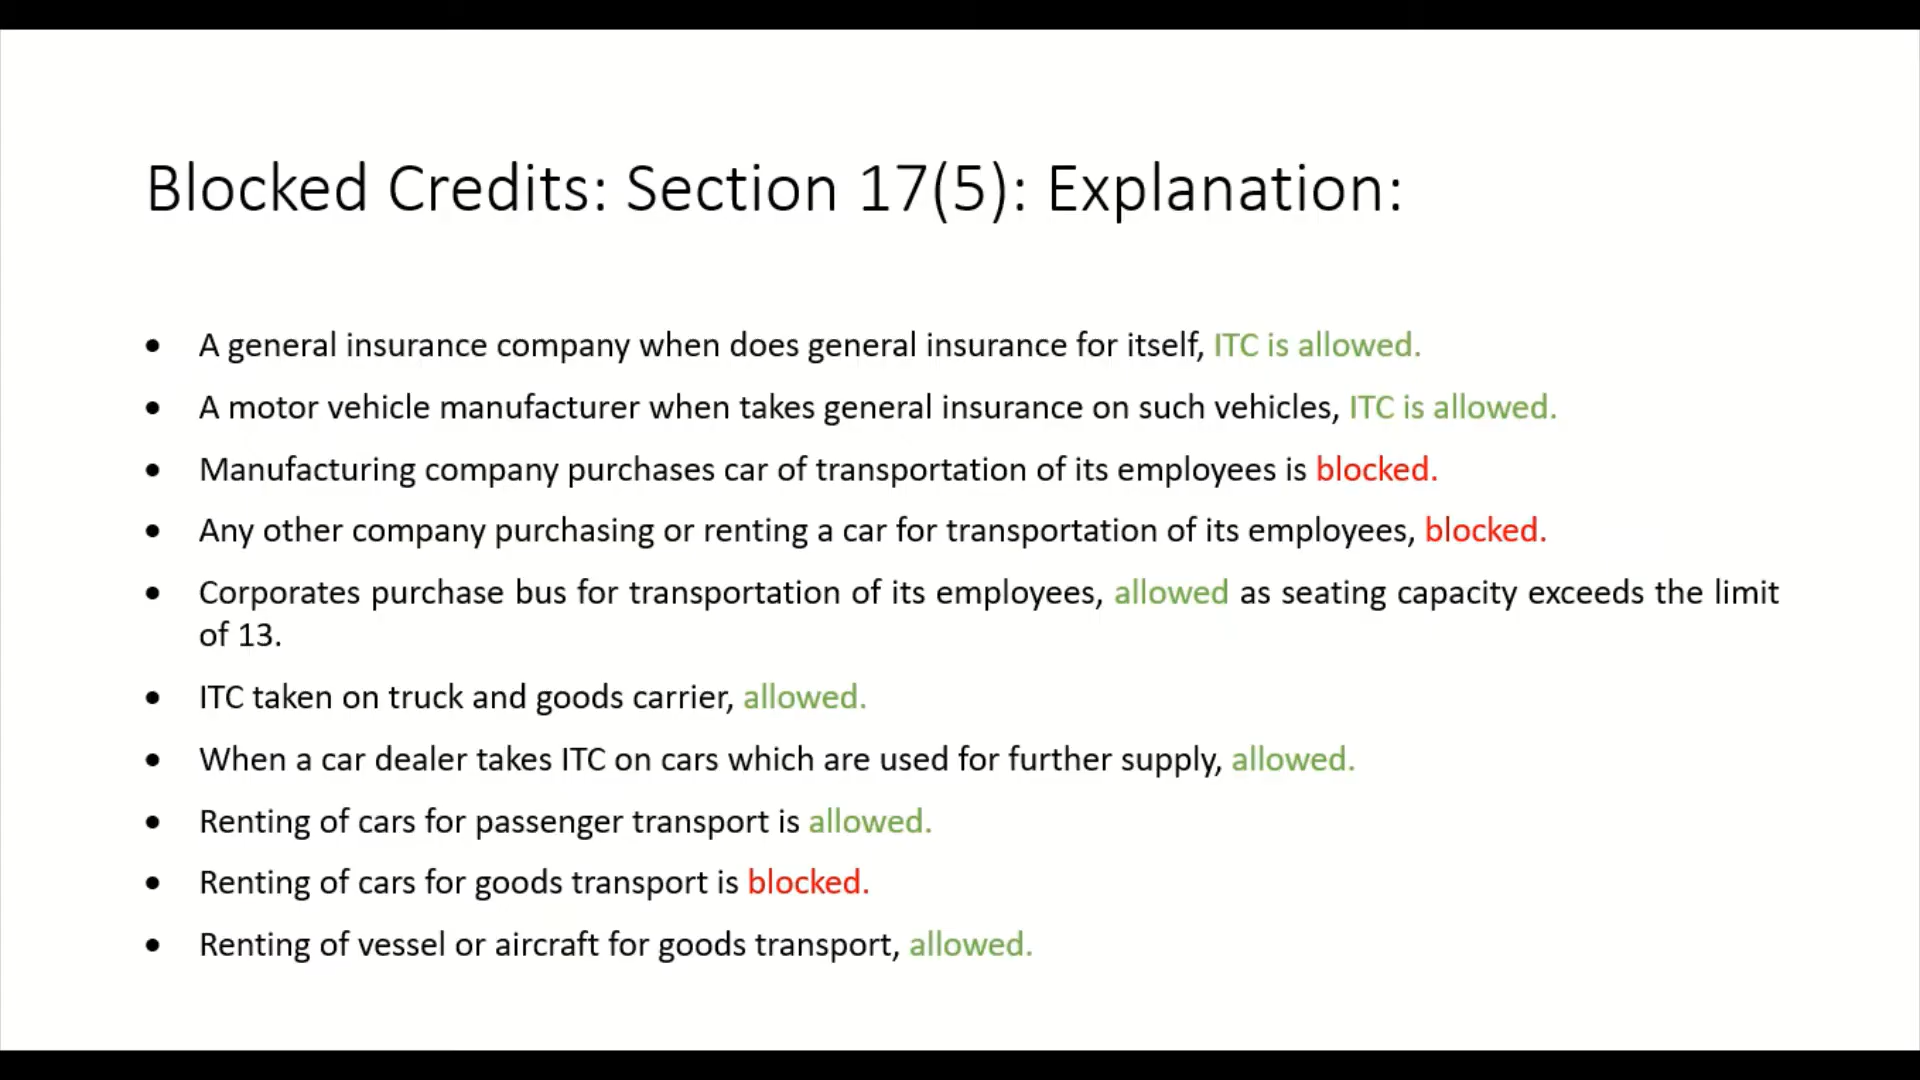 Blocked Credits: Section 17(5): Explanation:
• A general insurance company when does general insurance for itself, ITC is allowed.
• A motor vehicle manufacturer when takes general insurance on such vehicles, ITC is allowed.
• Manufacturing company purchases car of transportation of its employees is blocked.
• Any other company purchasing or renting a car for transportation of its employees, blocked.
• Corporates purchase bus for transportation of its employees, allowed as seating capacity exceeds the limit
of 13.
• ITC taken on truck and goods carrier, allowed.
• When a car dealer takes ITC on cars which are used for further supply, allowed.
• Renting of cars for passenger transport is allowed.
• Renting of cars for goods transport is blocked.
• Renting of vessel or aircraft for goods transport, allowed.